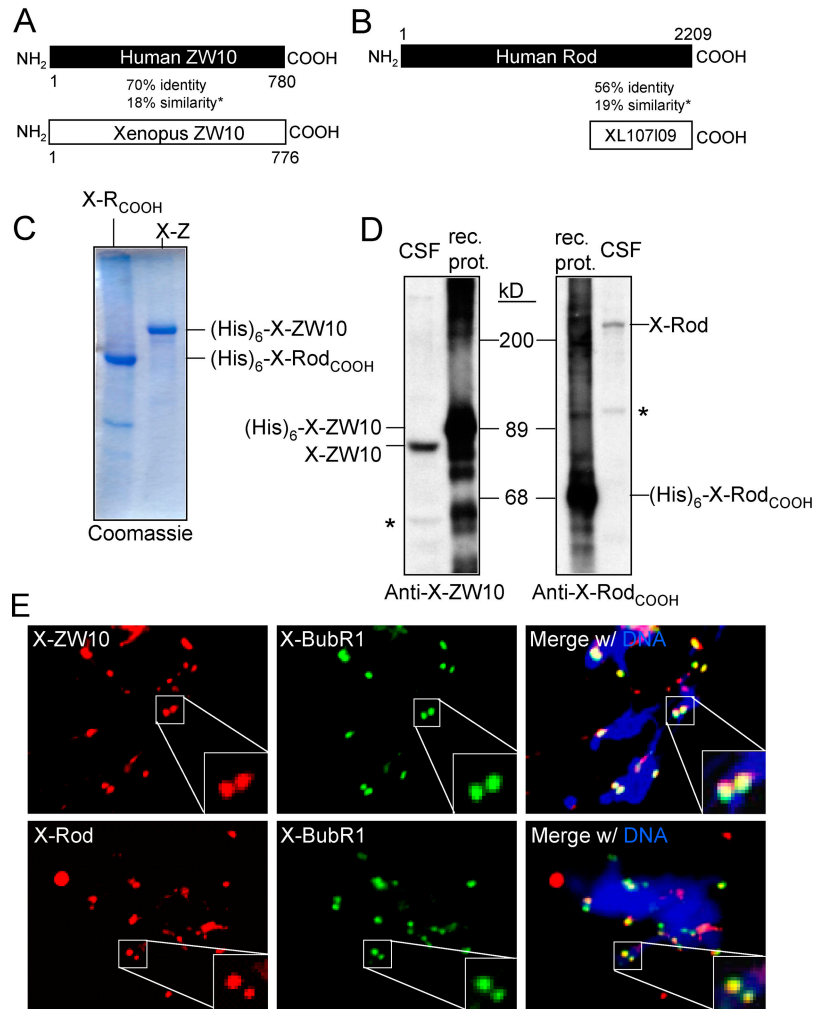 A
NH2 Human ZW10 COOH
1 780
70% identity
18% similarity*
NH2 Xenopus ZW10 COOH
1 776
B
1 2209
NH2 Human Rod COOH
56% identity
19% similarity*
XL107I09 COOH
C
X-RCOOH
X-Z
(His)6-X-ZW10
(His)6-X-RodCOOH
Coomassie
D
CSF rec. prot. kD rec. prot. CSF
X-Rod
200
*
(His)6-X-ZW10 89
X-ZW10
68 (His)6-X-RodCOOH
*
Anti-X-ZW10 Anti-X-RodCOOH
E
X-ZW10 X-BubR1 Merge w/ DNA
X-Rod X-BubR1 Merge w/ DNA